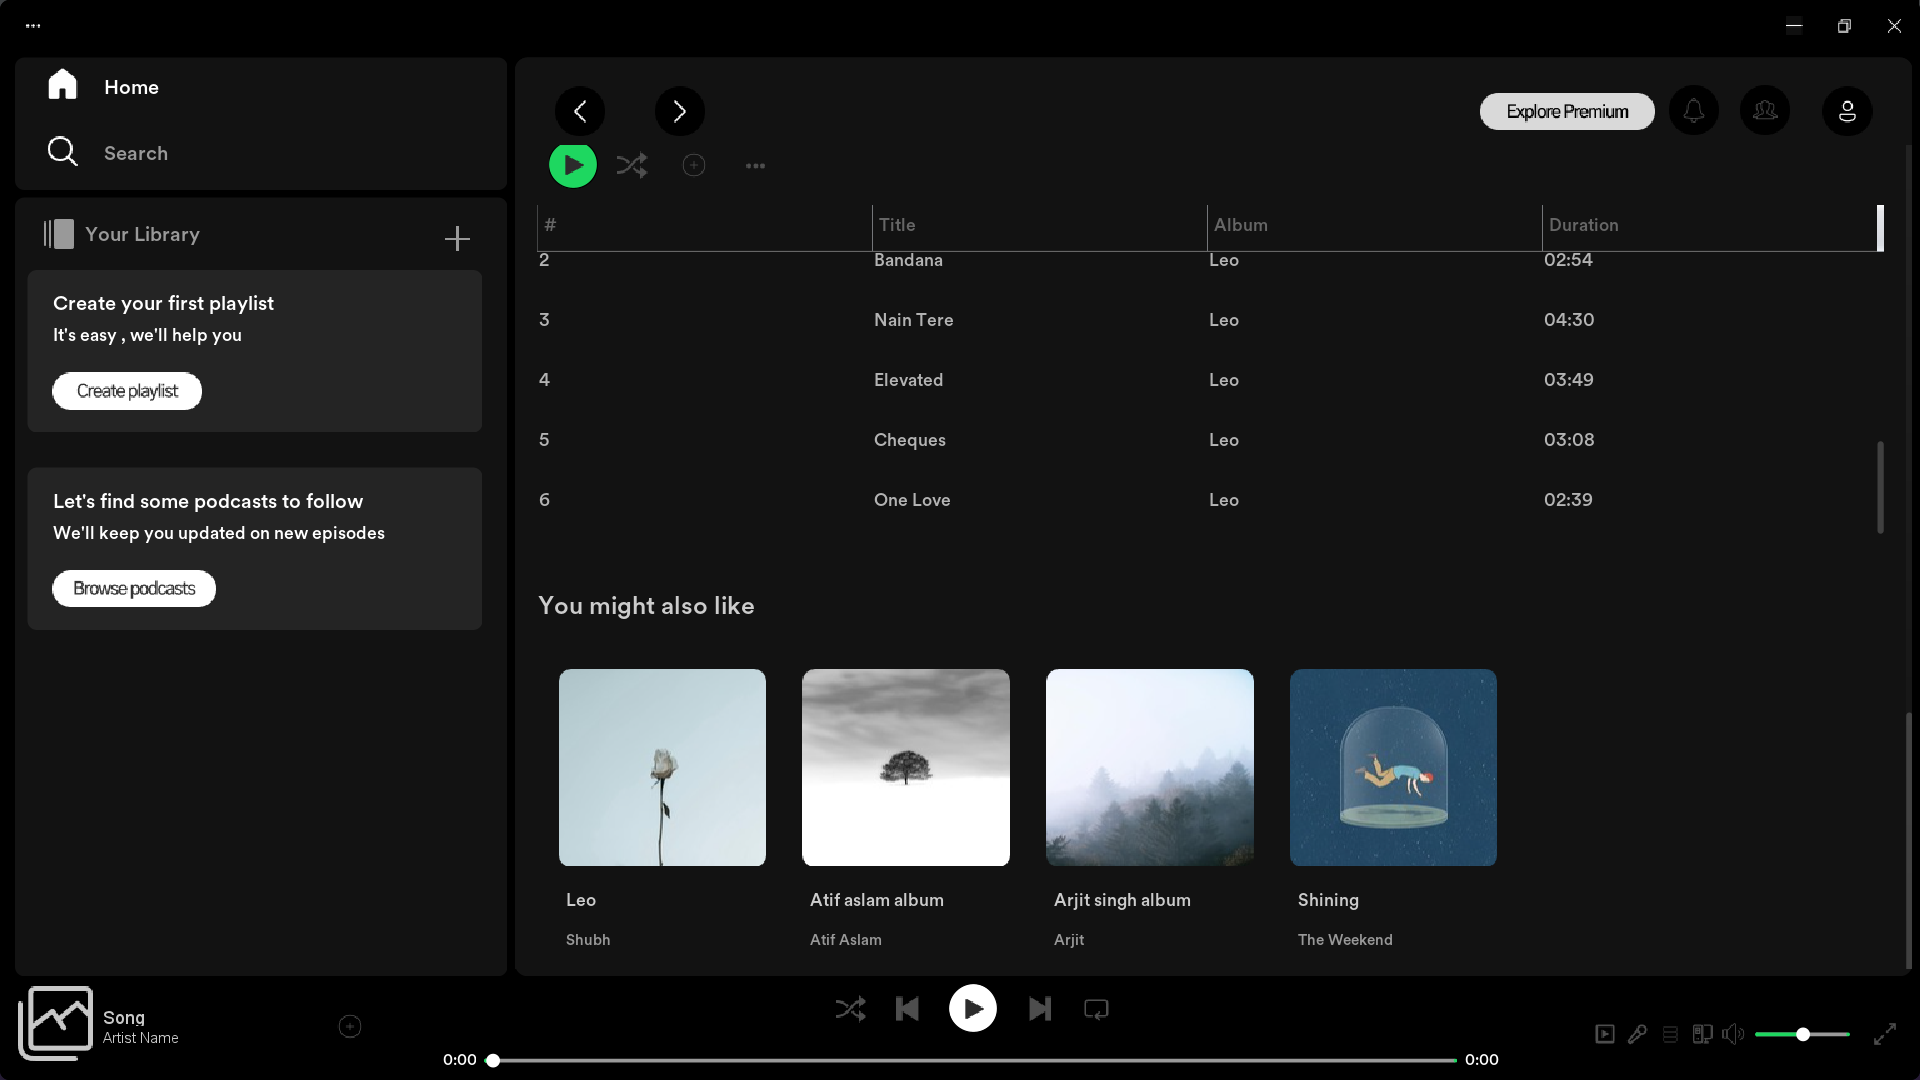 Home
Search
Explore Premium
Your Library
Create your first playlist
It's easy , we'll help you
Create playlist
Let's find some podcasts to follow
We'll keep you updated on new episodes
Browse podcasts
# Title Album Duration
2 Bandana Leo 02:54
3 Nain Tere Leo 04:30
4 Elevated Leo 03:49
5 Cheques Leo 03:08
6 One Love Leo 02:39
You might also like
Leo
Shubh
Atif aslam album
Atif Aslam
Arjit singh album
Arjit
Shining
The Weekend
Song
Artist Name
0:00 0:00